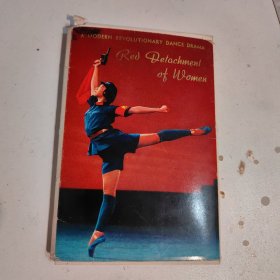 A MODERN REVOLUTIONARY DANCE DRAMA
Red Detachment
of Women